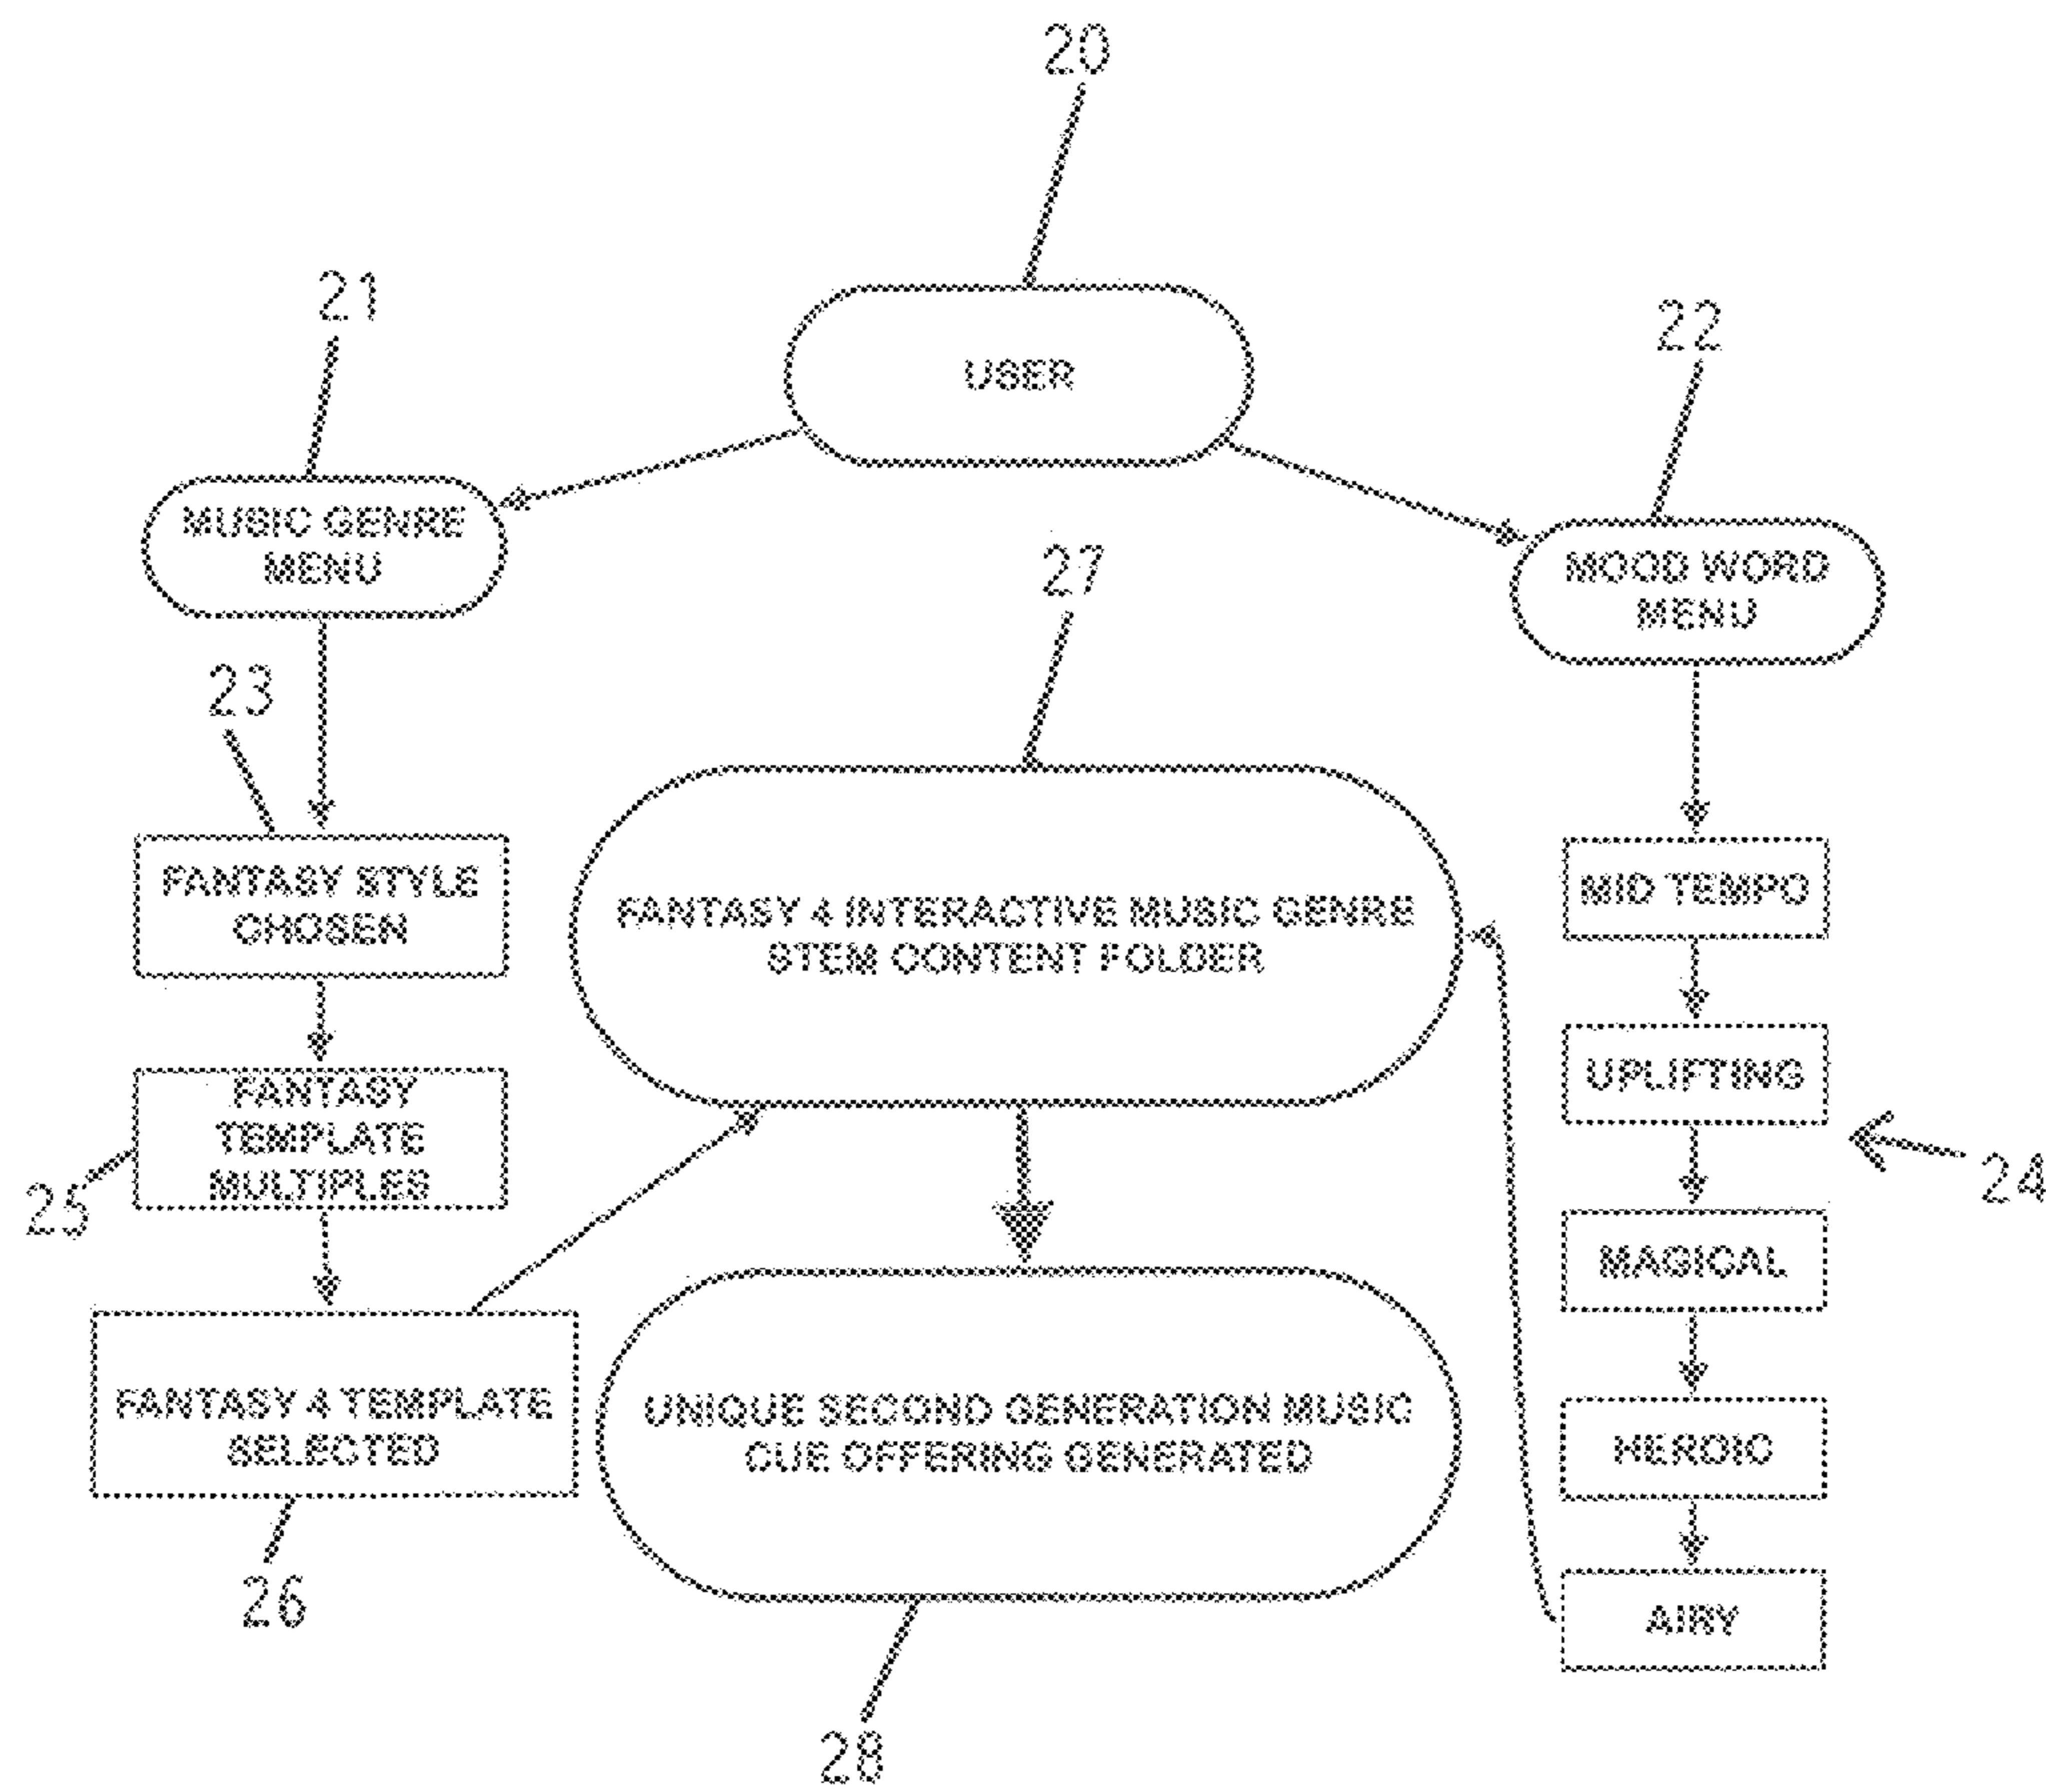 20
21
22
USER
MUSIC GENRE
MENU
MOOD WORD
MENU
27
23
FANTASY STYLE
CHOSEN
FANTASY 4 INTERACTIVE MUSIC GENRE
STEM CONTENT FOLDER
MID TEMPO
UPLIFTING
FANTASY
TEMPLATE
MULTIPLES
25
24
MAGICAL
FANTASY 4 TEMPLATE
SELECTED
UNIQUE SECOND GENERATION MUSIC
CUE OFFERING GENERATED
HEROIC
26
AIRY
28